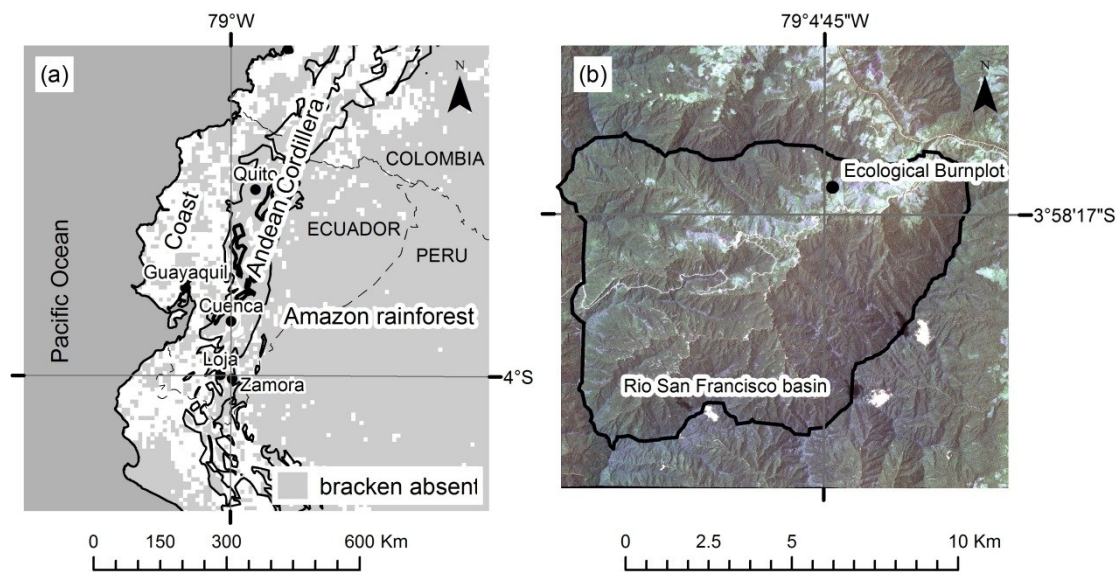 79°W
79°4'45"W
(a)
N
(b)
N
COLOMBIA
Quito
Ecological Burnplot
Andean Cordillera
Coast
ECUADOR
3°58'17"S
PERU
Guayaquil
Pacific Ocean
Cuenca
Amazon rainforest
Loja
Zamora
4°S
Rio San Francisco basin
bracken absent
0 150 300 600 Km
0 2.5 5 10 Km